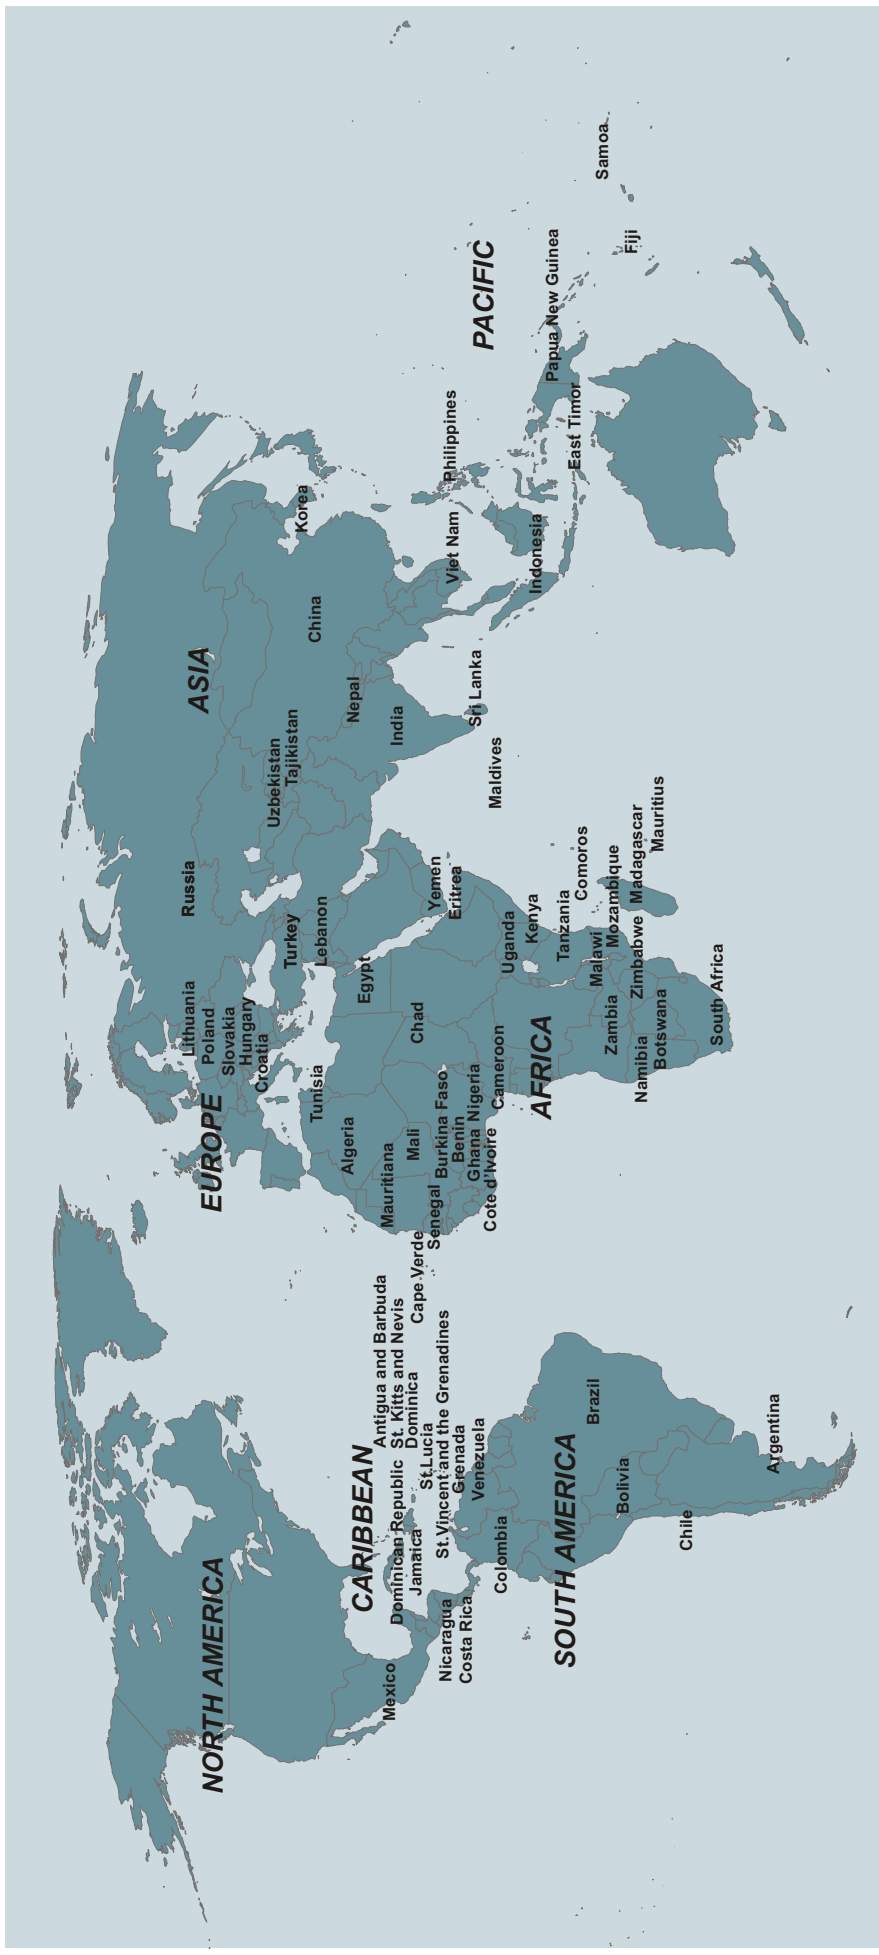 NORTH AMERICA
Mexico
Nicaragua
Costa Rica
CARIBBEAN
Antigua and Barbuda
St. Kitts and Nevis
Dominica
Dominican Republic
St.Lucia
Jamaica
St.Vincent and the Grenadines
Grenada
Venezuela
Colombia
SOUTH AMERICA
Brazil
Bolivia
Chile
Argentina
EUROPE
Lithuania
Poland
Slovakia
Hungary
Croatia
Russia
Turkey
Lebanon
Tunisia
Algeria
Egypt
Mauritiana
Mali
Chad
Cape Verde
Senegal
Burkina Faso
Benin
Ghana
Nigeria
Cote d'Ivoire
Cameroon
AFRICA
Yemen
Eritrea
Uganda
Kenya
Tanzania
Comoros
Malawi
Mozambique
Zambia
Zimbabwe
Madagascar
Mauritius
Namibia
Botswana
South Africa
ASIA
Uzbekistan
Tajikistan
China
Korea
Nepal
India
Sri Lanka
Maldives
Viet Nam
Philippines
Indonesia
East Timor
PACIFIC
Papua New Guinea
Fiji
Samoa